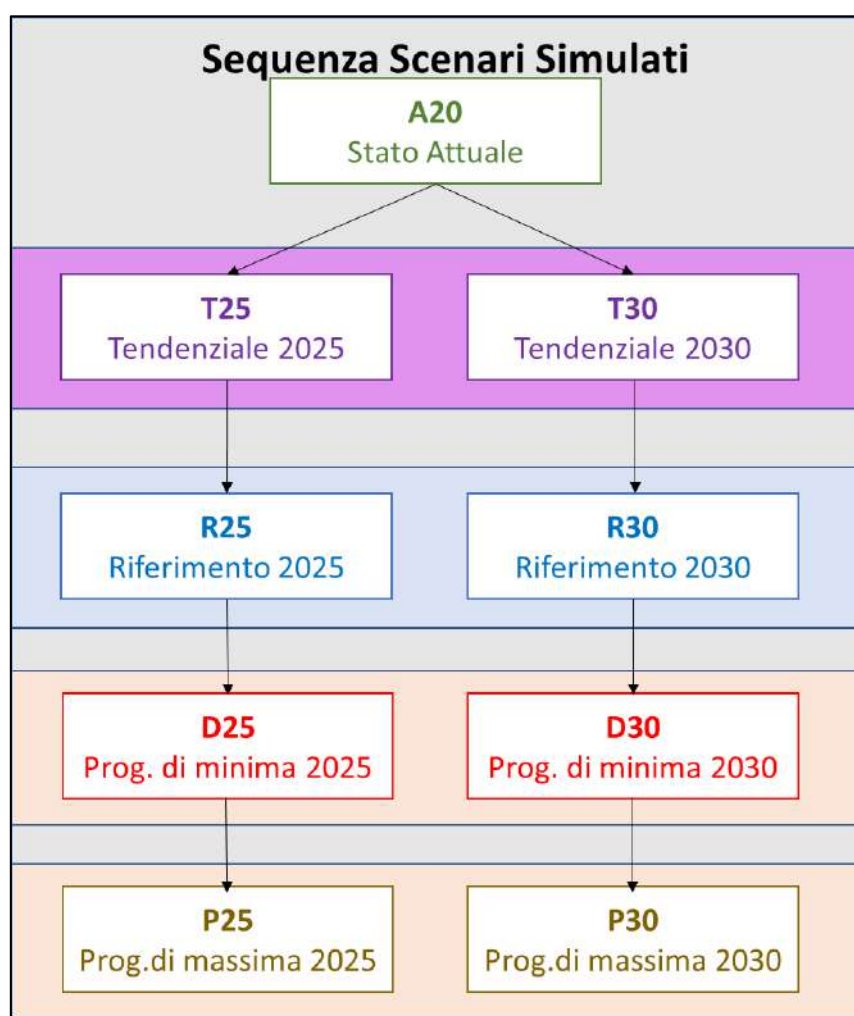 Sequenza Scenari Simulati
A20
Stato Attuale
T25
Tendenziale 2025
T30
Tendenziale 2030
R25
Riferimento 2025
R30
Riferimento 2030
D25
Prog. di minima 2025
D30
Prog. di minima 2030
P25
Prog.di massima 2025
P30
Prog.di massima 2030